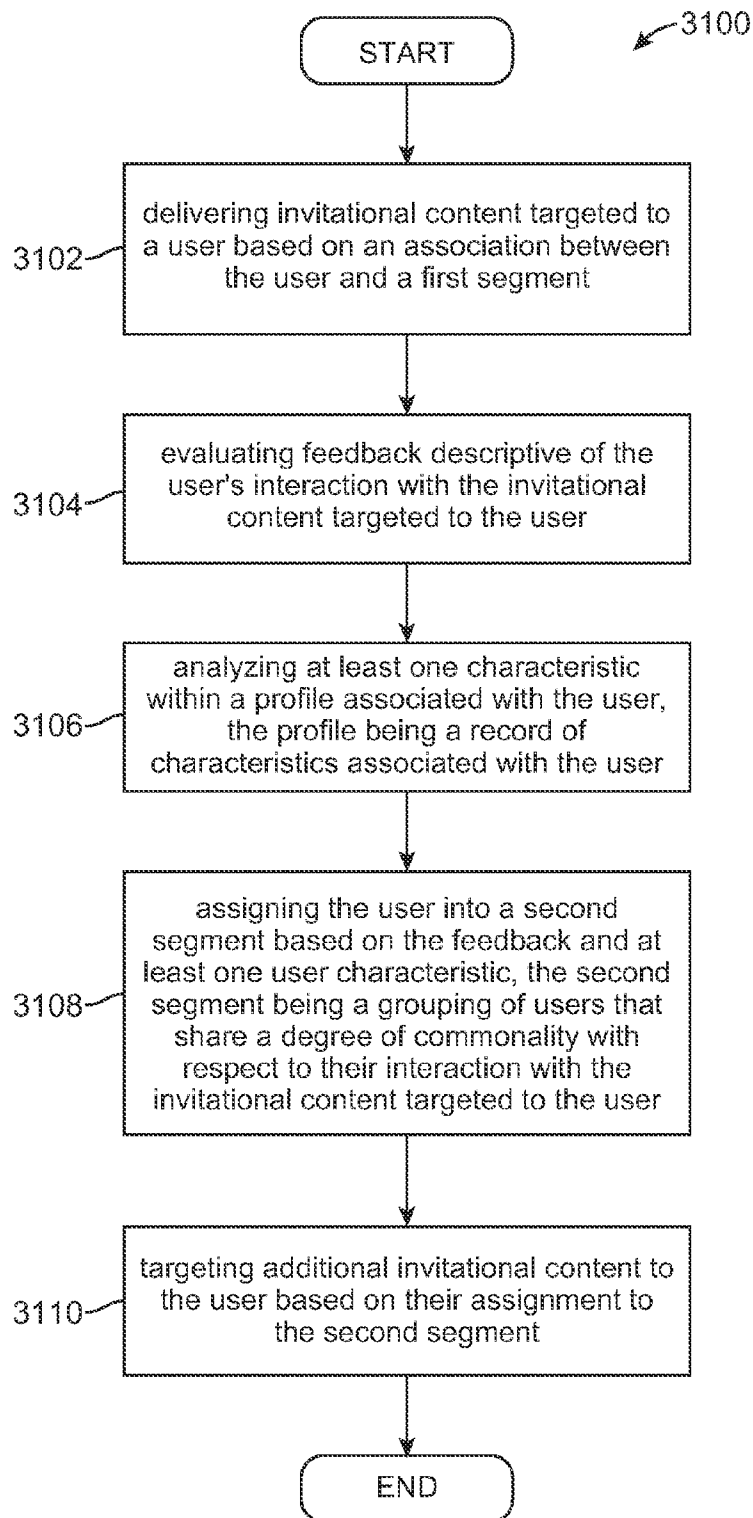 3100
START
3102
delivering invitational content targeted to
a user based on an association between
the user and a first segment
3104
evaluating feedback descriptive of the
user's interaction with the invitational
content targeted to the user
3106
analyzing at least one characteristic
within a profile associated with the user,
the profile being a record of
characteristics associated with the user
3108
assigning the user into a second
segment based on the feedback and at
least one user characteristic, the second
segment being a grouping of users that
share a degree of commonality with
respect to their interaction with the
invitational content targeted to the user
3110
targeting additional invitational content to
the user based on their assignment to
the second segment
END